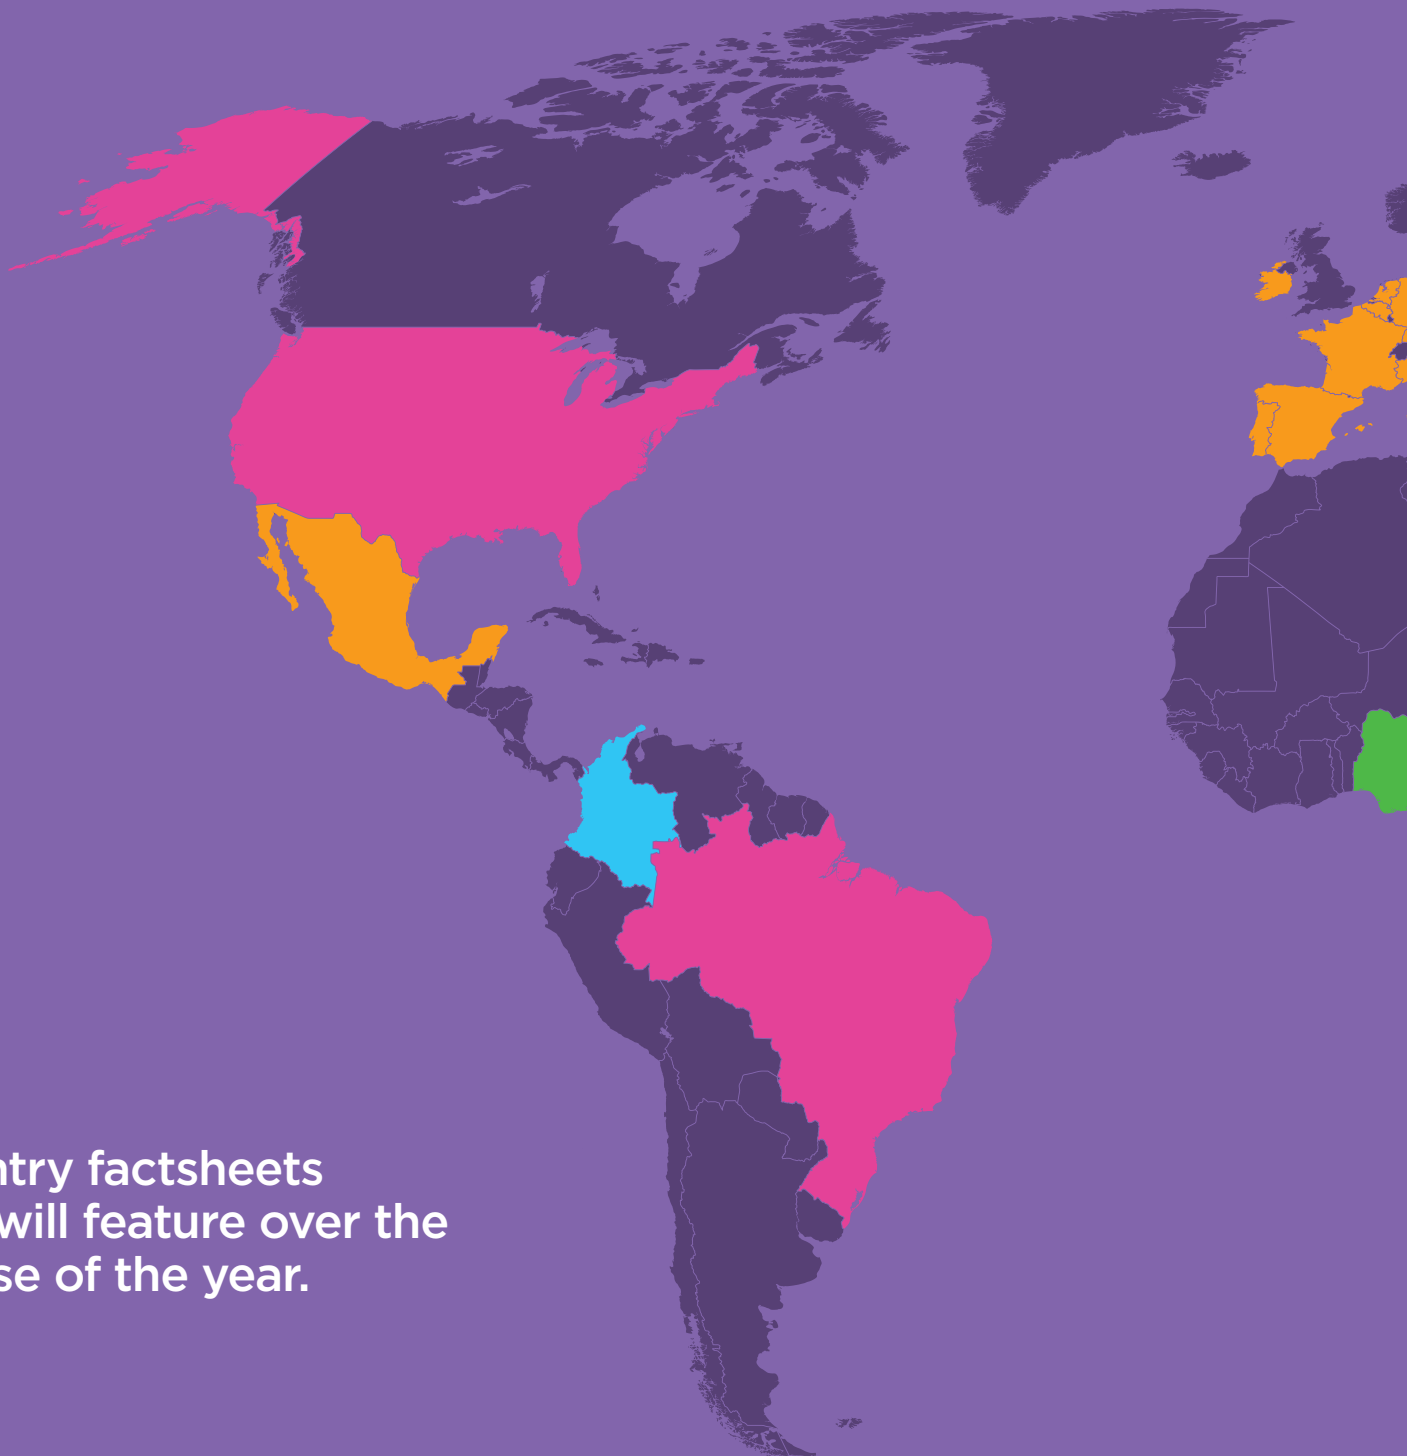 ntry factsheets
will feature over the
se of the year.